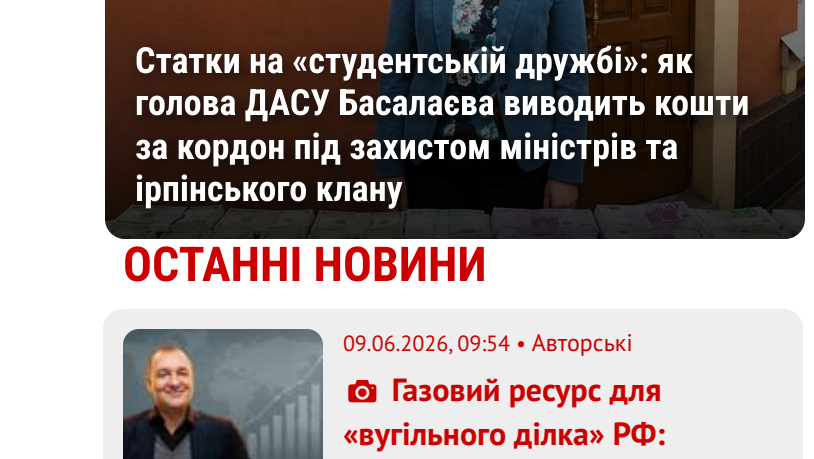 Статки на «студентській дружбі»: як
голова ДАСУ Басалаєва виводить кошти
за кордон під захистом міністрів та
ірпінського клану
ОСТАННІ НОВИНИ
09.06.2026, 09:54 • Авторські
Газовий ресурс для
«вугільного ділка» РФ: